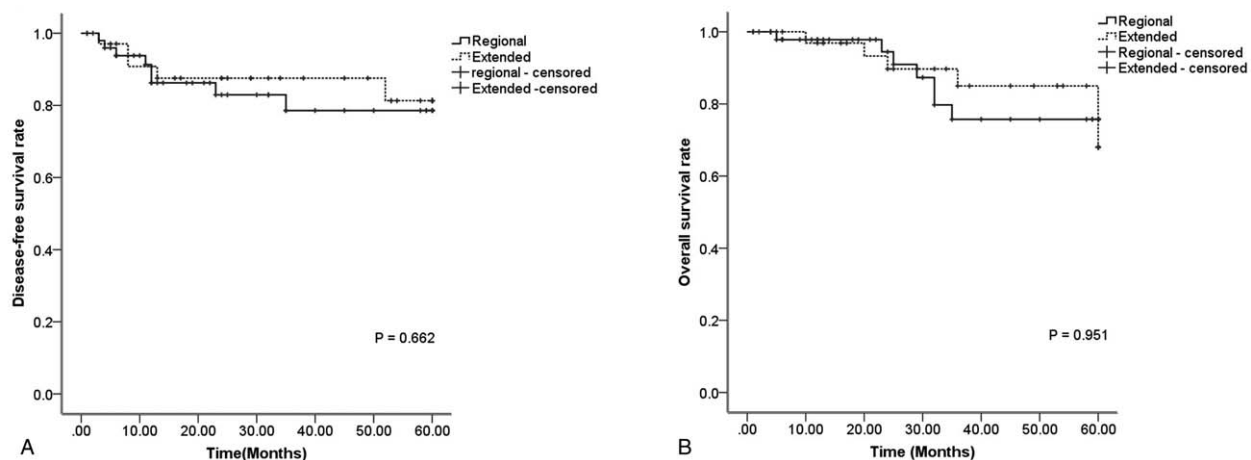 1.0
0.8
0.6
0.4
0.2
0.0
Disease-free survival rate
Regional
Extended
regional - censored
Extended -censored
P = 0.662
.00 10.00 20.00 30.00 40.00 50.00 60.00
Time(Months)
A
1.0
0.8
0.6
0.4
0.2
0.0
Overall survival rate
Regional
Extended
Regional - censored
Extended - censored
P = 0.951
.00 10.00 20.00 30.00 40.00 50.00 60.00
Time (Months)
B